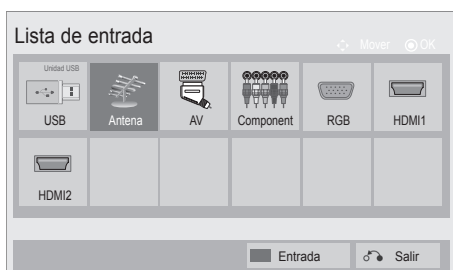 Lista de entrada
Mover OK
Unidad USB
USB Antena AV Component RGB HDMI1
HDMI2
Entrada Salir